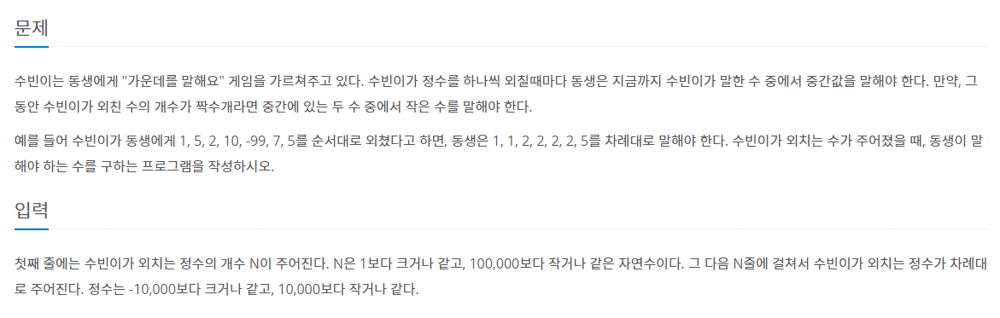 문제
수빈이는 동생에게 "가운데를 말해요" 게임을 가르쳐주고 있다. 수빈이가 정수를 하나씩 외칠때마다 동생은 지금까지 수빈이가 말한 수 중에서 중간값을 말해야 한다. 만약, 그
동안 수빈이가 외친 수의 개수가 짝수개라면 중간에 있는 두 수 중에서 작은 수를 말해야 한다.
예를 들어 수빈이가 동생에게 1, 5, 2, 10, -99, 7, 5를 순서대로 외쳤다고 하면, 동생은 1, 1, 2, 2, 2, 2, 5를 차례대로 말해야 한다. 수빈이가 외치는 수가 주어졌을 때, 동생이 말
해야 하는 수를 구하는 프로그램을 작성하시오.
입력
첫째 줄에는 수빈이가 외치는 정수의 개수 N이 주어진다. N은 1보다 크거나 같고, 100,000보다 작거나 같은 자연수이다. 그 다음 N줄에 걸쳐서 수빈이가 외치는 정수가 차례대
로 주어진다. 정수는 -10,000보다 크거나 같고, 10,000보다 작거나 같다.